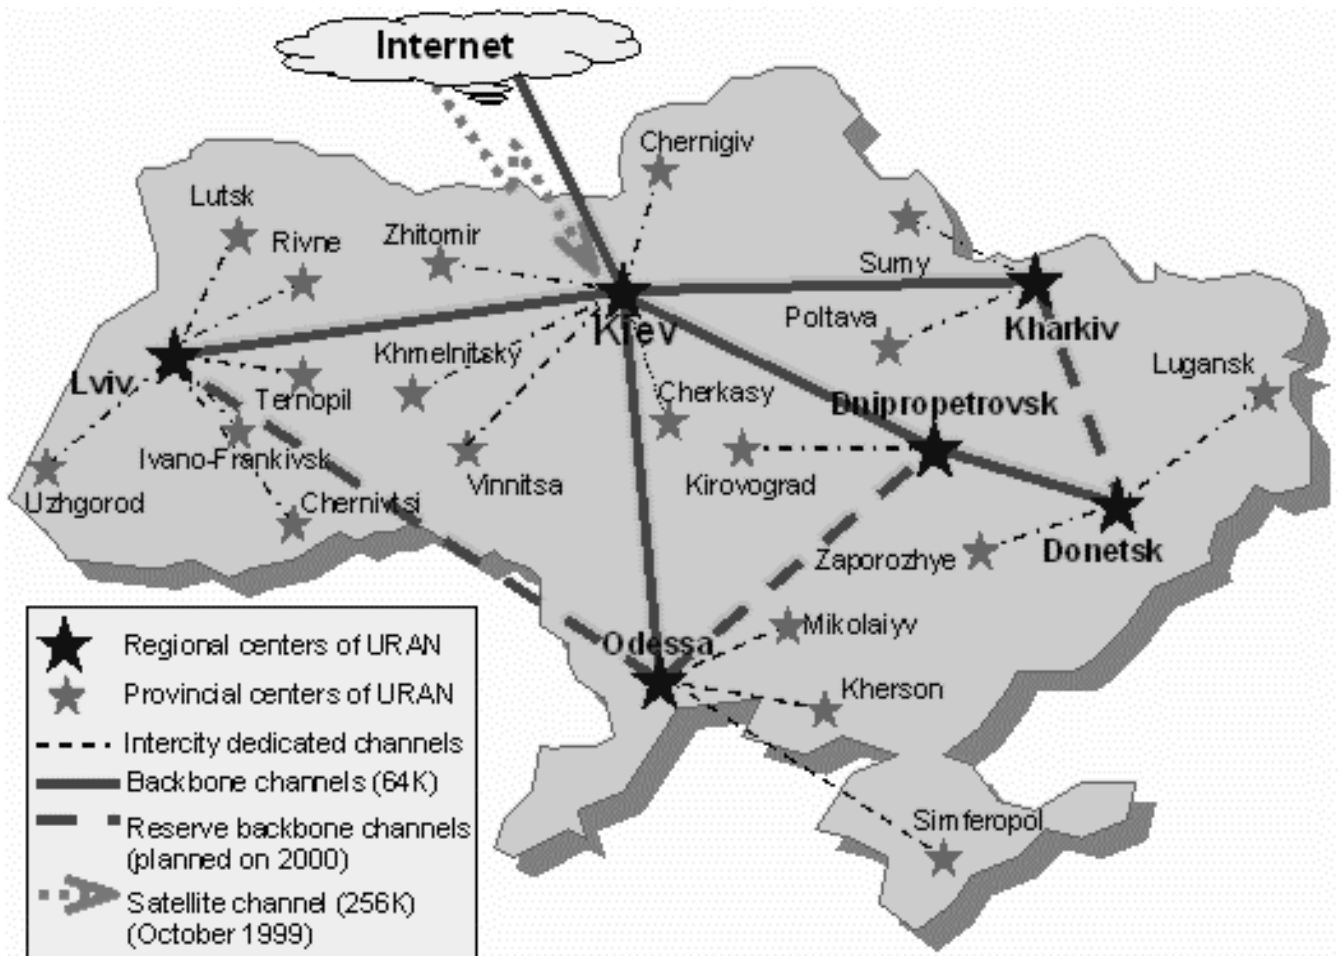 Internet
Chernigiv
Lutsk
Rivne
Zhitomir
Sumy
Kiev
Poltava
Kharkiv
Khmelnitsky
Lugansk
Lviv
Ternopil
Cherkasy
Dnipropetrovsk
Ivano-Frankivsk
Vinnitsa
Kirovograd
Uzhgorod
Chernivtsi
Zaporozhye
Donetsk
Odessa
Mikolaiyv
Kherson
Simferopol
Regional centers of URAN
Provincial centers of URAN
Intercity dedicated channels
Backbone channels (64K)
Reserve backbone channels
(planned on 2000)
Satellite channel (256K)
(October 1999)